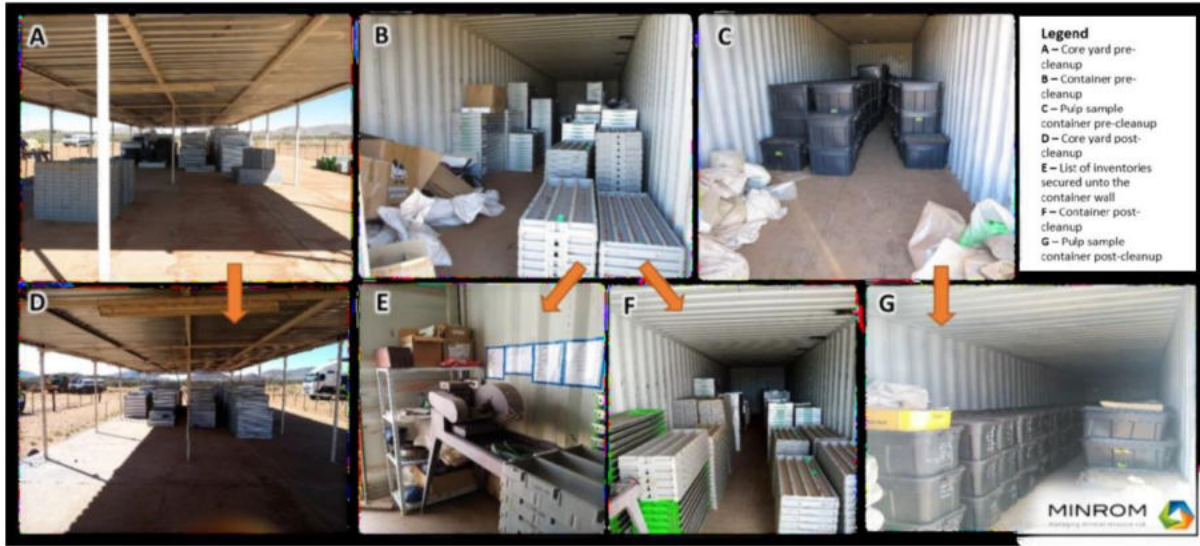 A
B
C
Legend
A – Core yard pre-
cleanup
B – Container pre-
cleanup
C – Pulp sample
container pre-cleanup
D – Core yard post-
cleanup
E – List of inventories
secured unto the
container wall
F – Container post-
cleanup
G – Pulp sample
container post-cleanup
D
E
F
G
MINROM